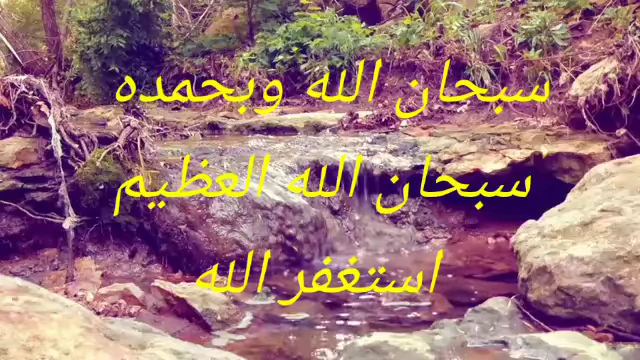 سبحان الله وبحمده
سبحان الله العظيم
استغفر الله